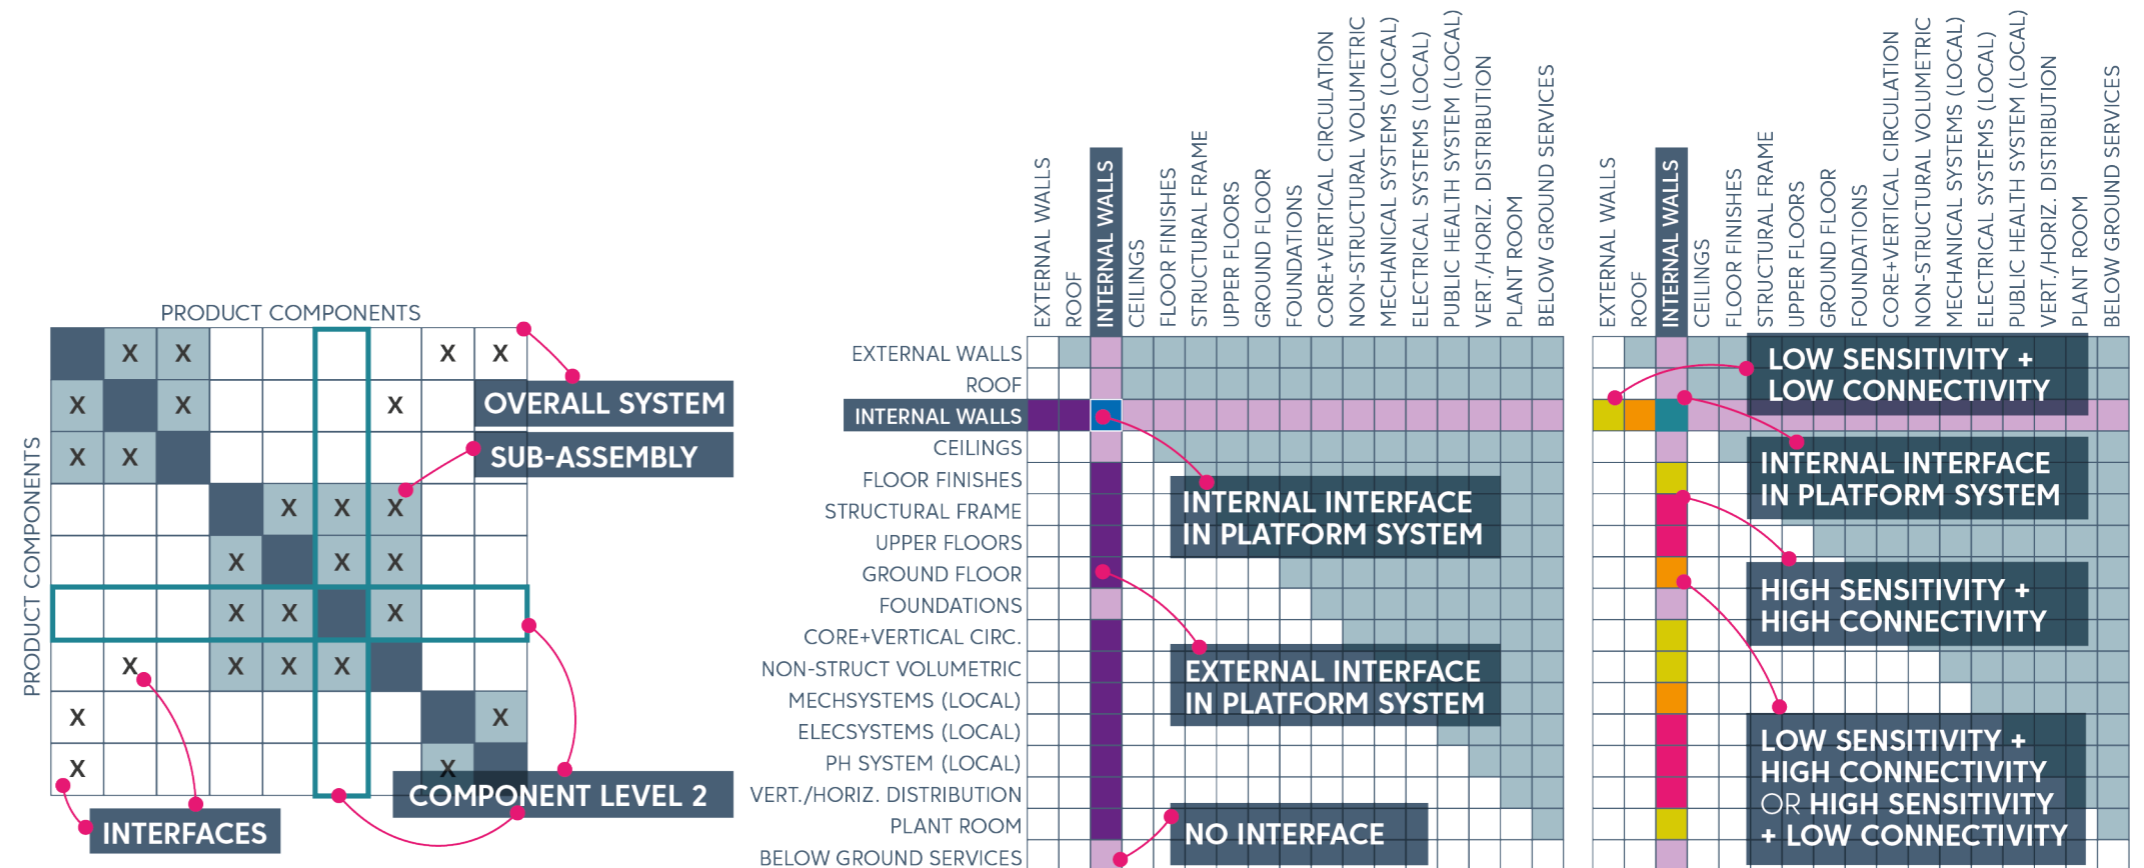 PRODUCT COMPONENTS
PRODUCT COMPONENTS
X X X X
X X X
X X
X X X
X X X
X X X
X X X X
X X
X X
OVERALL SYSTEM
SUB-ASSEMBLY
COMPONENT LEVEL 2
INTERFACES
EXTERNAL WALLS
ROOF
INTERNAL WALLS
CEILINGS
FLOOR FINISHES
STRUCTURAL FRAME
UPPER FLOORS
GROUND FLOOR
FOUNDATIONS
CORE+VERTICAL CIRCULATION
NON-STRUCTURAL VOLUMETRIC
MECHANICAL SYSTEMS (LOCAL)
ELECTRICAL SYSTEMS (LOCAL)
PUBLIC HEALTH SYSTEM (LOCAL)
VERT./HORIZ. DISTRIBUTION
PLANT ROOM
BELOW GROUND SERVICES
EXTERNAL WALLS
ROOF
INTERNAL WALLS
CEILINGS
FLOOR FINISHES
STRUCTURAL FRAME
UPPER FLOORS
GROUND FLOOR
FOUNDATIONS
CORE+VERTICAL CIRC.
NON-STRUCT VOLUMETRIC
MECHSYSTEMS (LOCAL)
ELECSYSTEMS (LOCAL)
PH SYSTEM (LOCAL)
VERT./HORIZ. DISTRIBUTION
PLANT ROOM
BELOW GROUND SERVICES
INTERNAL INTERFACE
IN PLATFORM SYSTEM
EXTERNAL INTERFACE
IN PLATFORM SYSTEM
NO INTERFACE
EXTERNAL WALLS
ROOF
INTERNAL WALLS
CEILINGS
FLOOR FINISHES
STRUCTURAL FRAME
UPPER FLOORS
GROUND FLOOR
FOUNDATIONS
CORE+VERTICAL CIRCULATION
NON-STRUCTURAL VOLUMETRIC
MECHANICAL SYSTEMS (LOCAL)
ELECTRICAL SYSTEMS (LOCAL)
PUBLIC HEALTH SYSTEM (LOCAL)
VERT./HORIZ. DISTRIBUTION
PLANT ROOM
BELOW GROUND SERVICES
LOW SENSITIVITY +
LOW CONNECTIVITY
INTERNAL INTERFACE
IN PLATFORM SYSTEM
HIGH SENSITIVITY +
HIGH CONNECTIVITY
LOW SENSITIVITY +
HIGH CONNECTIVITY
OR HIGH SENSITIVITY
+ LOW CONNECTIVITY